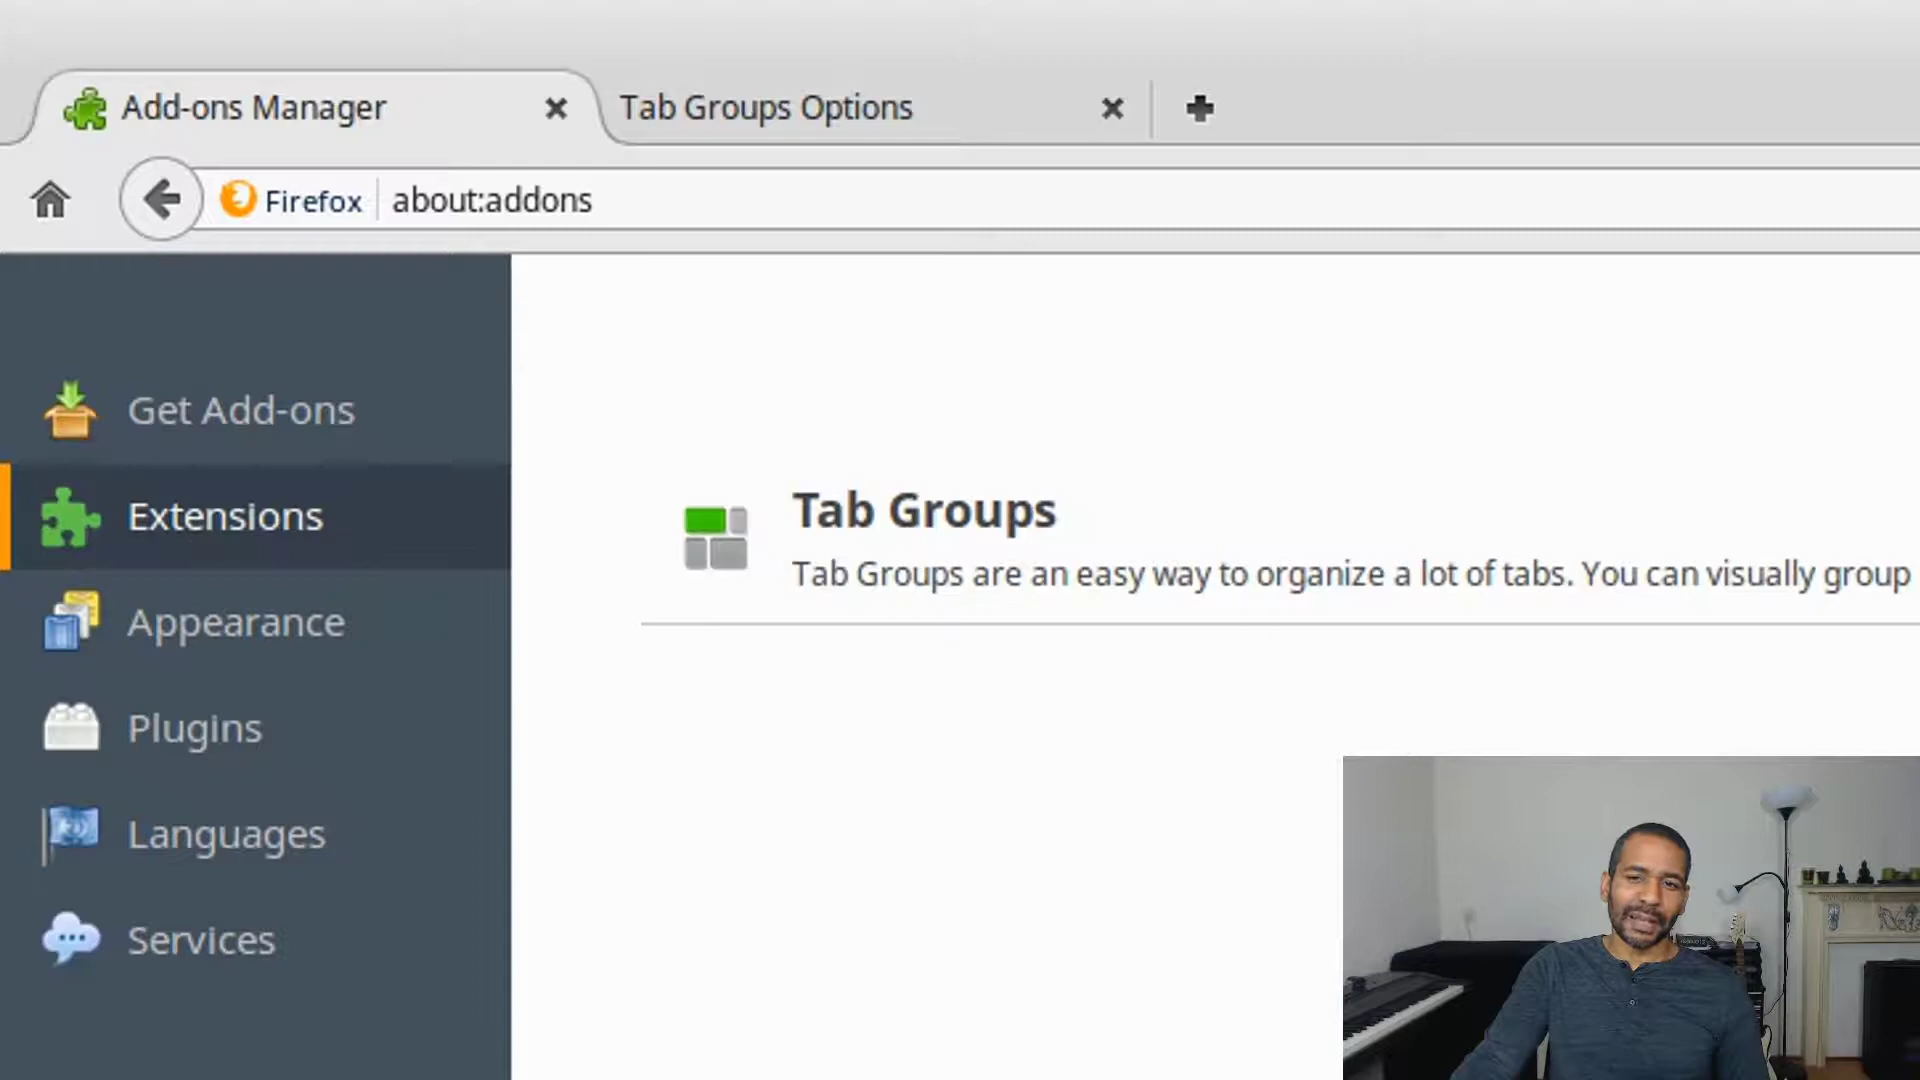 Add-ons Manager
Tab Groups Options
Firefox
about:addons
Get Add-ons
Extensions
Appearance
Plugins
Languages
Services
Tab Groups
Tab Groups are an easy way to organize a lot of tabs. You can visually group